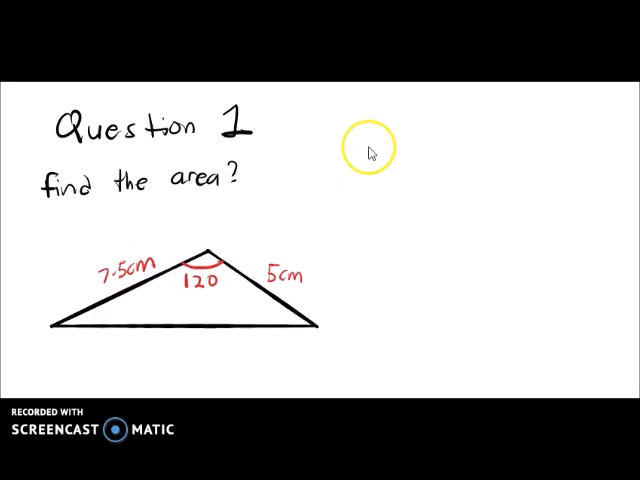 Question 1
find the area?
7.5cm
5cm
120
RECORDED WITH
SCREENCAST MATIC